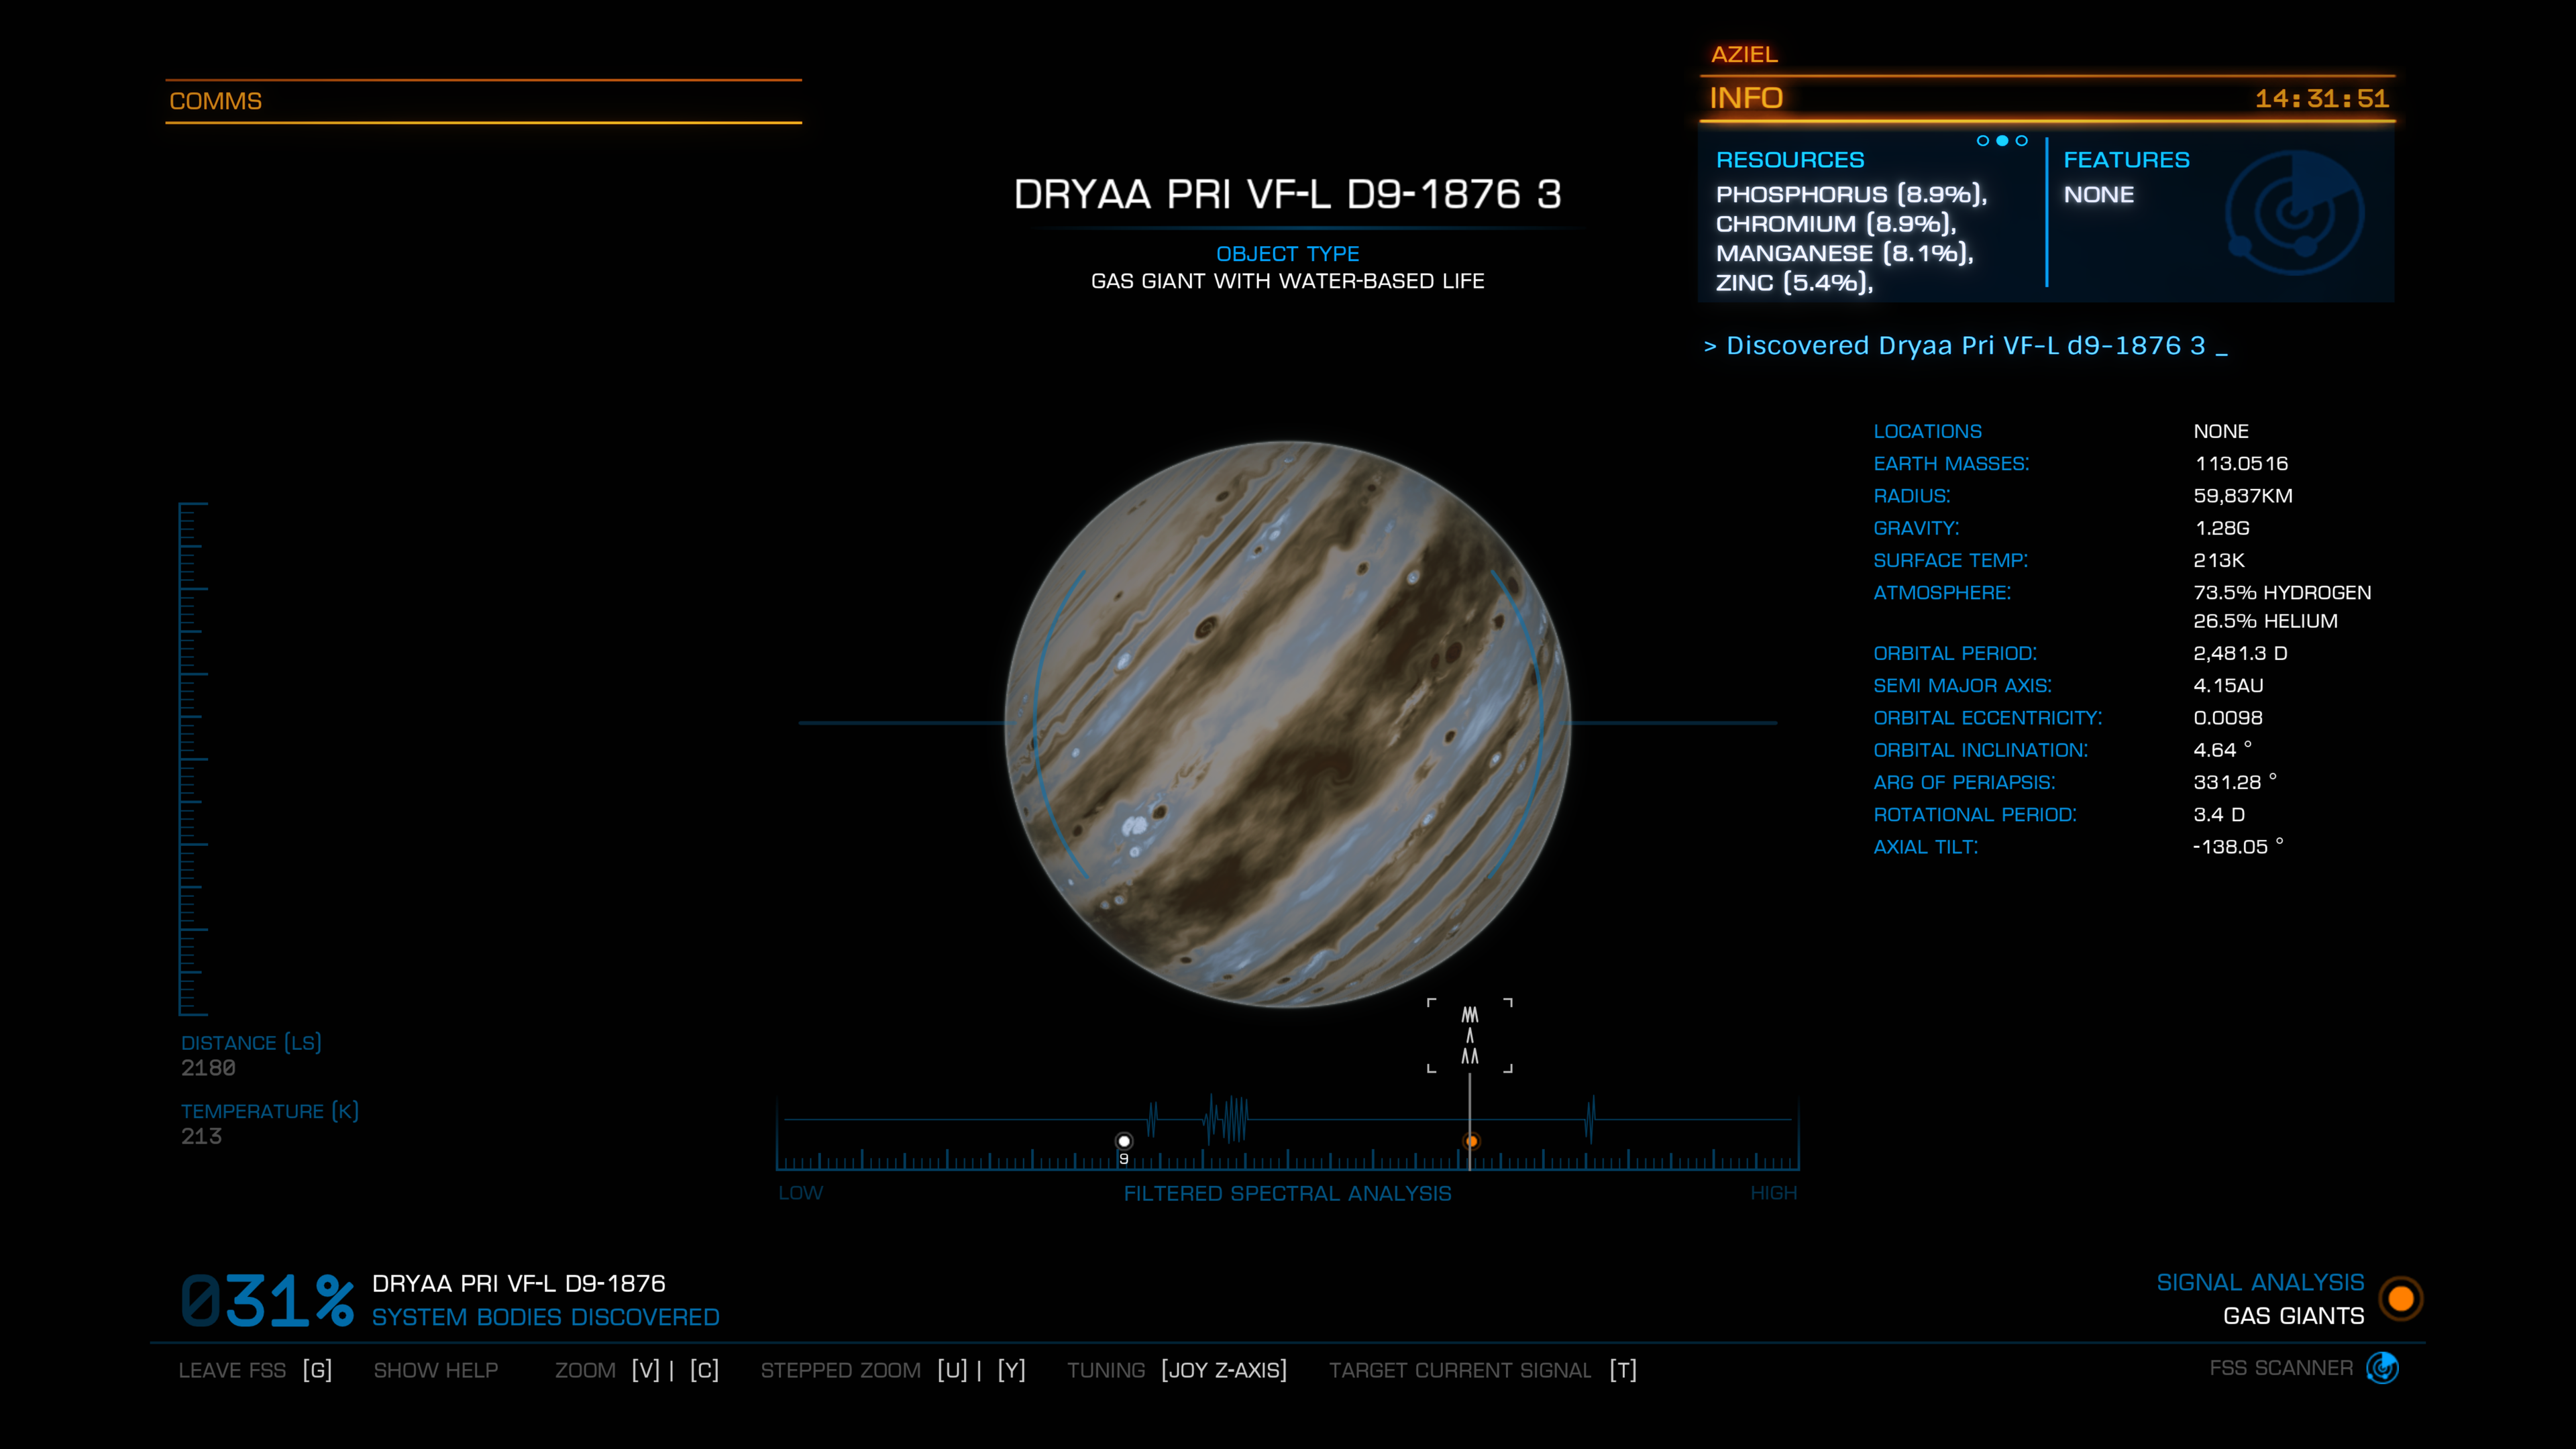 AZIEL
COMMS
INFO 14:31:51
RESOURCES
PHOSPHORUS (8.9%),
CHROMIUM (8.9%),
MANGANESE (8.1%),
ZINC (5.4%),
FEATURES
NONE
DRYAA PRI VF-L D9-1876 3
OBJECT TYPE
GAS GIANT WITH WATER-BASED LIFE
> Discovered Dryaa Pri VF-L d9-1876 3 _
LOCATIONS NONE
EARTH MASSES: 113.0516
RADIUS: 59,837KM
GRAVITY: 1.28G
SURFACE TEMP: 213K
ATMOSPHERE: 73.5% HYDROGEN
26.5% HELIUM
ORBITAL PERIOD: 2,481.3 D
SEMI MAJOR AXIS: 4.15AU
ORBITAL ECCENTRICITY: 0.0098
ORBITAL INCLINATION: 4.64 °
ARG OF PERIAPSIS: 331.28 °
ROTATIONAL PERIOD: 3.4 D
AXIAL TILT: -138.05 °
DISTANCE (LS)
2180
TEMPERATURE (K)
213
9
LOW FILTERED SPECTRAL ANALYSIS HIGH
031% DRYAA PRI VF-L D9-1876
SYSTEM BODIES DISCOVERED
SIGNAL ANALYSIS
GAS GIANTS
LEAVE FSS [G] SHOW HELP ZOOM [V] | [C] STEPPED ZOOM [U] | [Y] TUNING [JOY Z-AXIS] TARGET CURRENT SIGNAL [T] FSS SCANNER